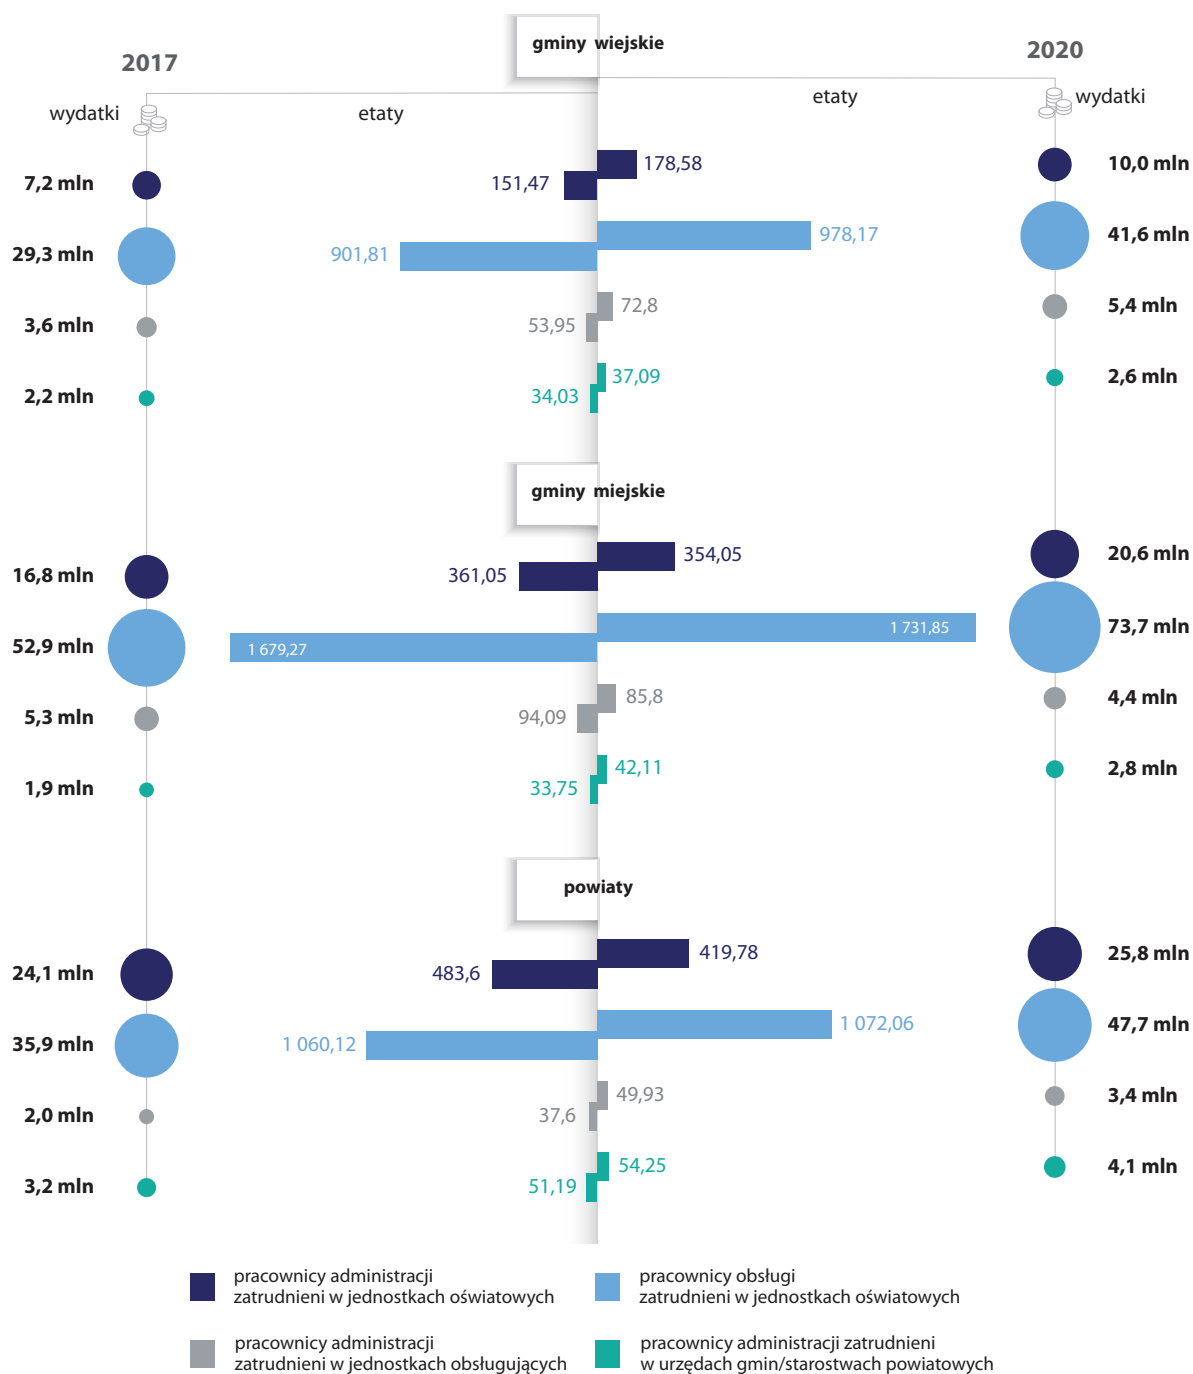 gminy wiejskie
2017
2020
wydatki
etaty
etaty
wydatki
7,2 mln
151,47
178,58
10,0 mln
29,3 mln
901,81
978,17
41,6 mln
3,6 mln
53,95
72,8
5,4 mln
2,2 mln
34,03
37,09
2,6 mln
gminy miejskie
16,8 mln
361,05
354,05
20,6 mln
52,9 mln
1 679,27
1 731,85
73,7 mln
5,3 mln
94,09
85,8
4,4 mln
1,9 mln
33,75
42,11
2,8 mln
powiaty
24,1 mln
483,6
419,78
25,8 mln
35,9 mln
1 060,12
1 072,06
47,7 mln
2,0 mln
37,6
49,93
3,4 mln
3,2 mln
51,19
54,25
4,1 mln
pracownicy administracji
zatrudnieni w jednostkach oświatowych
pracownicy obsługi
zatrudnieni w jednostkach oświatowych
pracownicy administracji
zatrudnieni w jednostkach obsługujących
pracownicy administracji zatrudnieni
w urzędach gmin/starostwach powiatowych